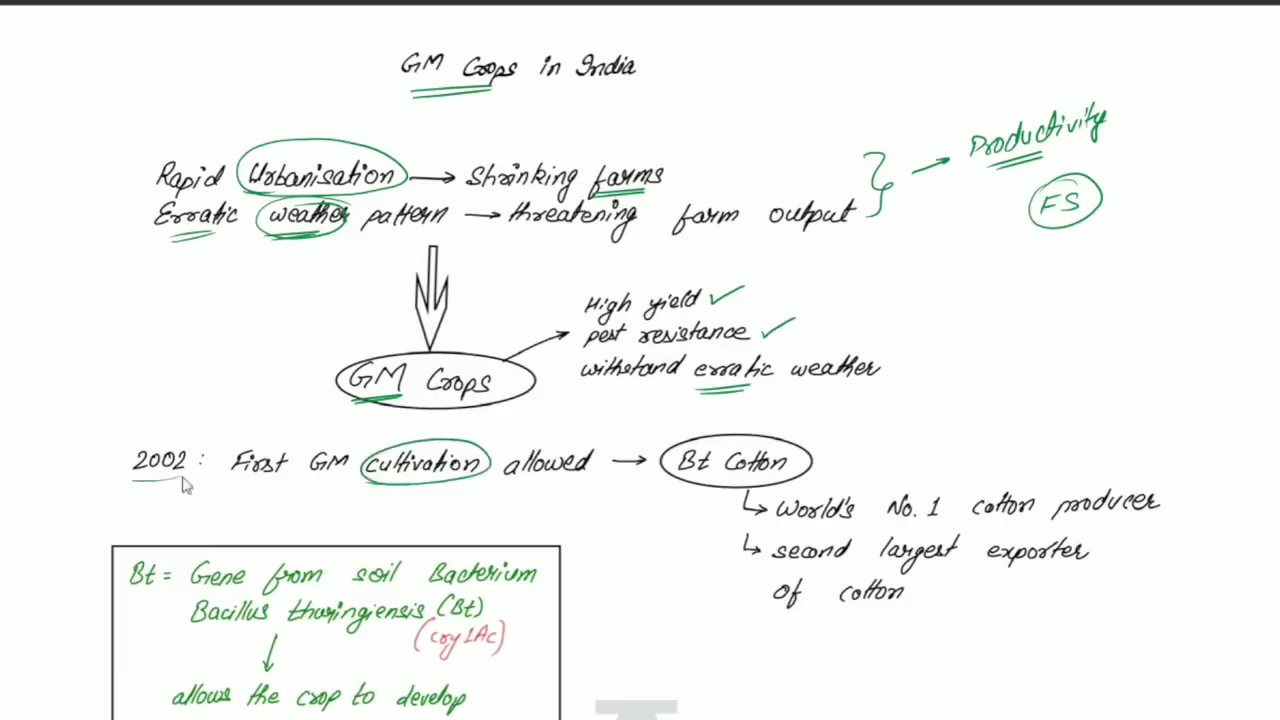 GM Crops in India
Productivity
Rapid Urbanisation → Shrinking farms
FS
Erratic weather pattern → threatening farm output
High yield ✓
pest resistance ✓
GM Crops
withstand erratic weather
2002: First GM cultivation allowed → Bt Cotton
↳ World's No. 1 cotton producer
↳ second largest exporter
of cotton
Bt = Gene from soil Bacterium
Bacillus thuringiensis (Bt)
(cry1Ac)
allows the crop to develop